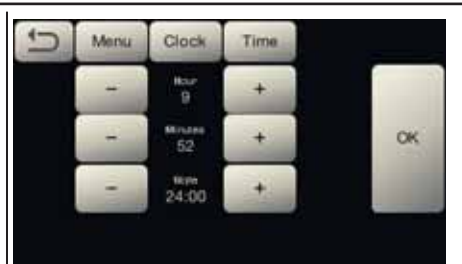 Menu Clock Time
- Hour +
9
- Minutes +
52
OK
- Mode +
24:00